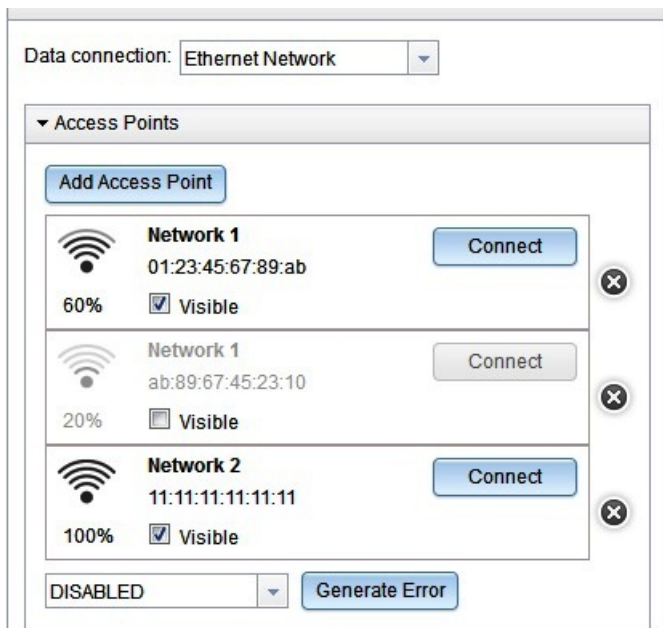 Data connection: Ethernet Network
Access Points
Add Access Point
Network 1
Connect
01:23:45:67:89:ab
60%
Visible
Network 1
Connect
ab:89:67:45:23:10
20%
Visible
Network 2
Connect
11:11:11:11:11:11
100%
Visible
DISABLED
Generate Error